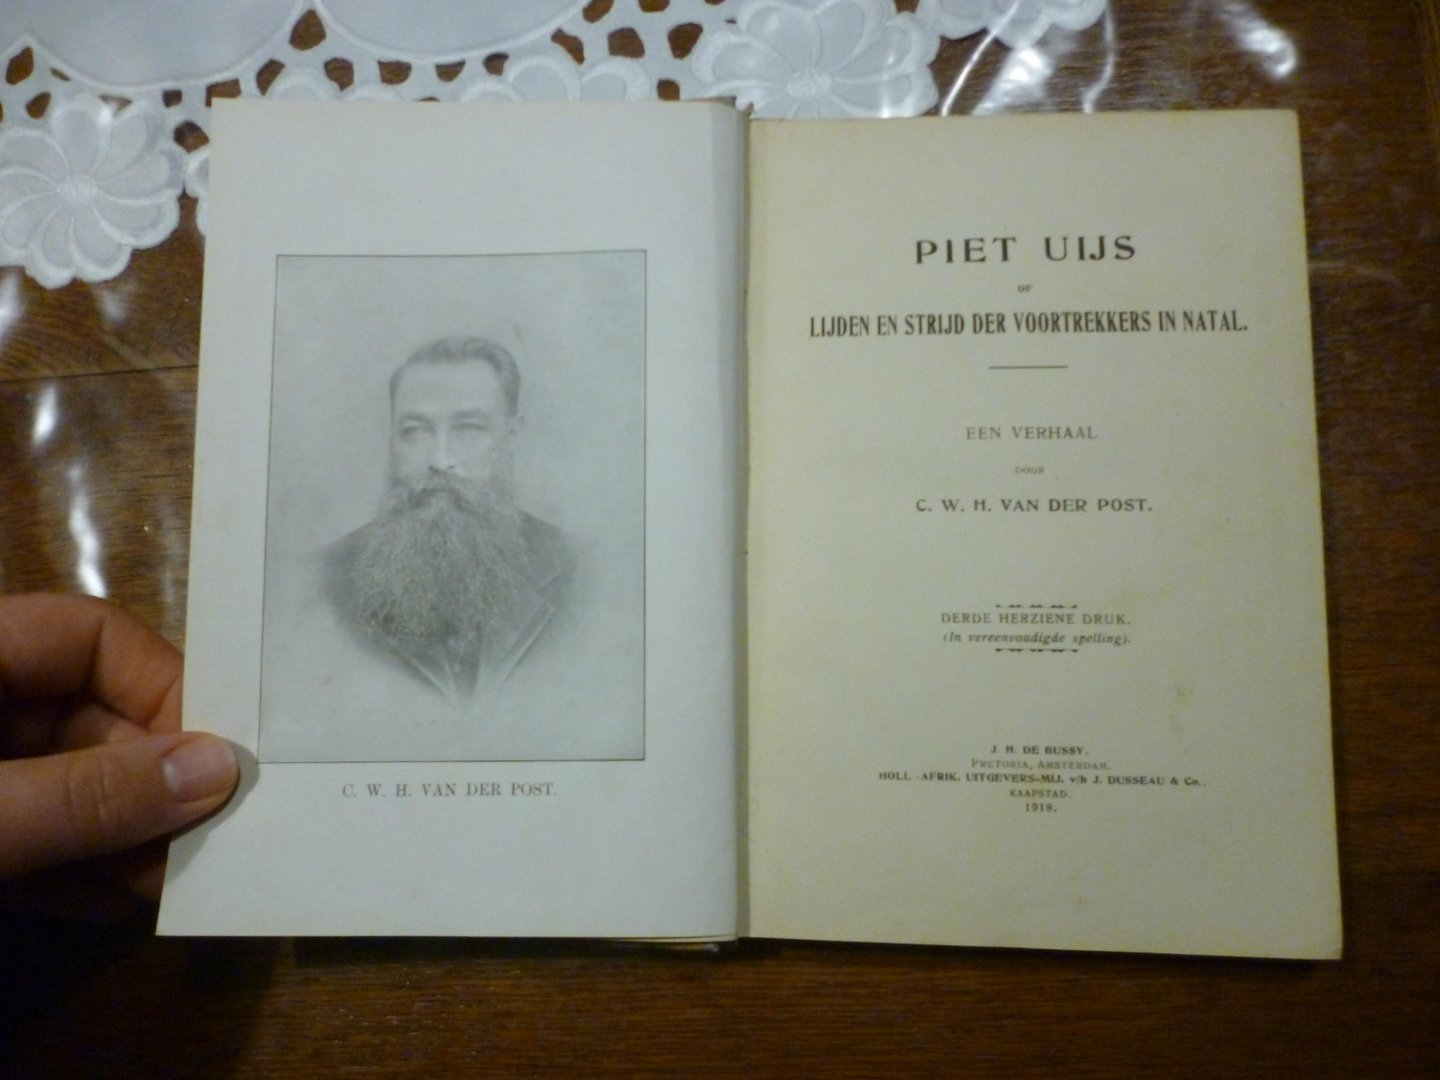 C. W. H. VAN DER POST.
PIET UIJS
OF
LIJDEN EN STRIJD DER VOORTREKKERS IN NATAL.
EEN VERHAAL
DOOR
C. W. H. VAN DER POST.
DERDE HERZIENE DRUK.
(In vereenvoudigde spelling).
J. H. DE BUSSY.
PRETORIA, AMSTERDAM.
HOLL.-AFRIK. UITGEVERS-MIJ. v/h J. DUSSEAU & Co.,
KAAPSTAD.
1918.